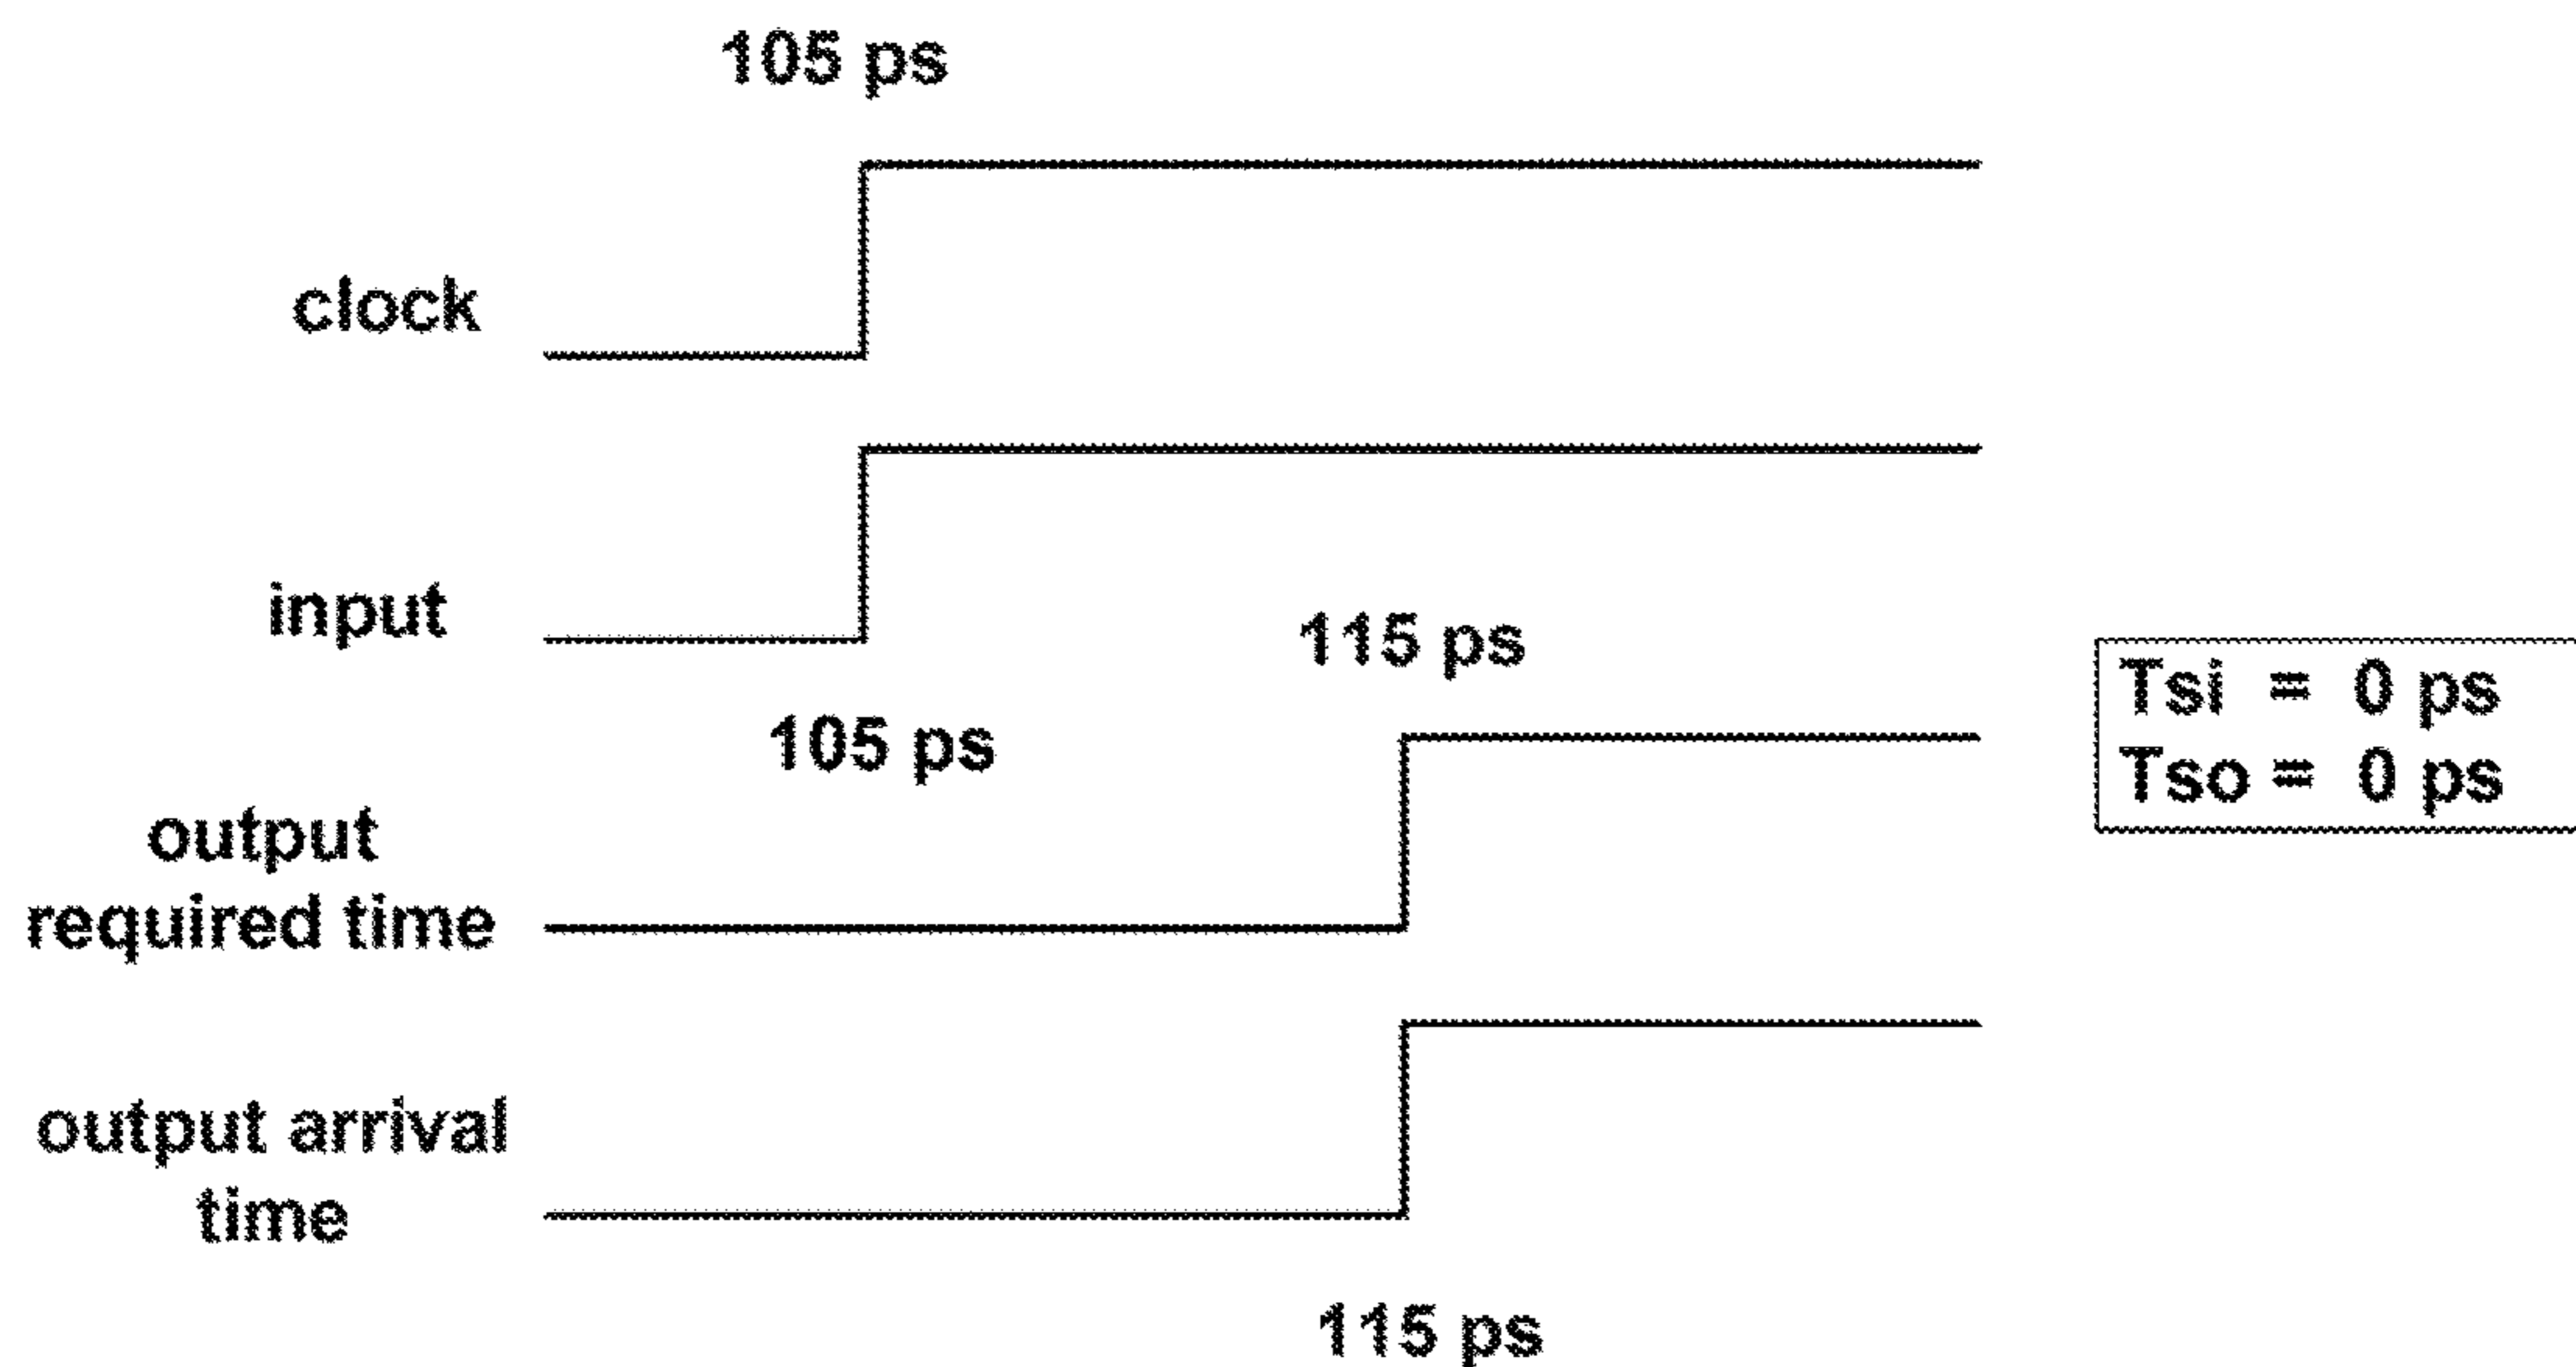 105 ps
clock
input
115 ps
Tsi = 0 ps
105 ps
Tso = 0 ps
output
required time
output arrival
time
115 ps